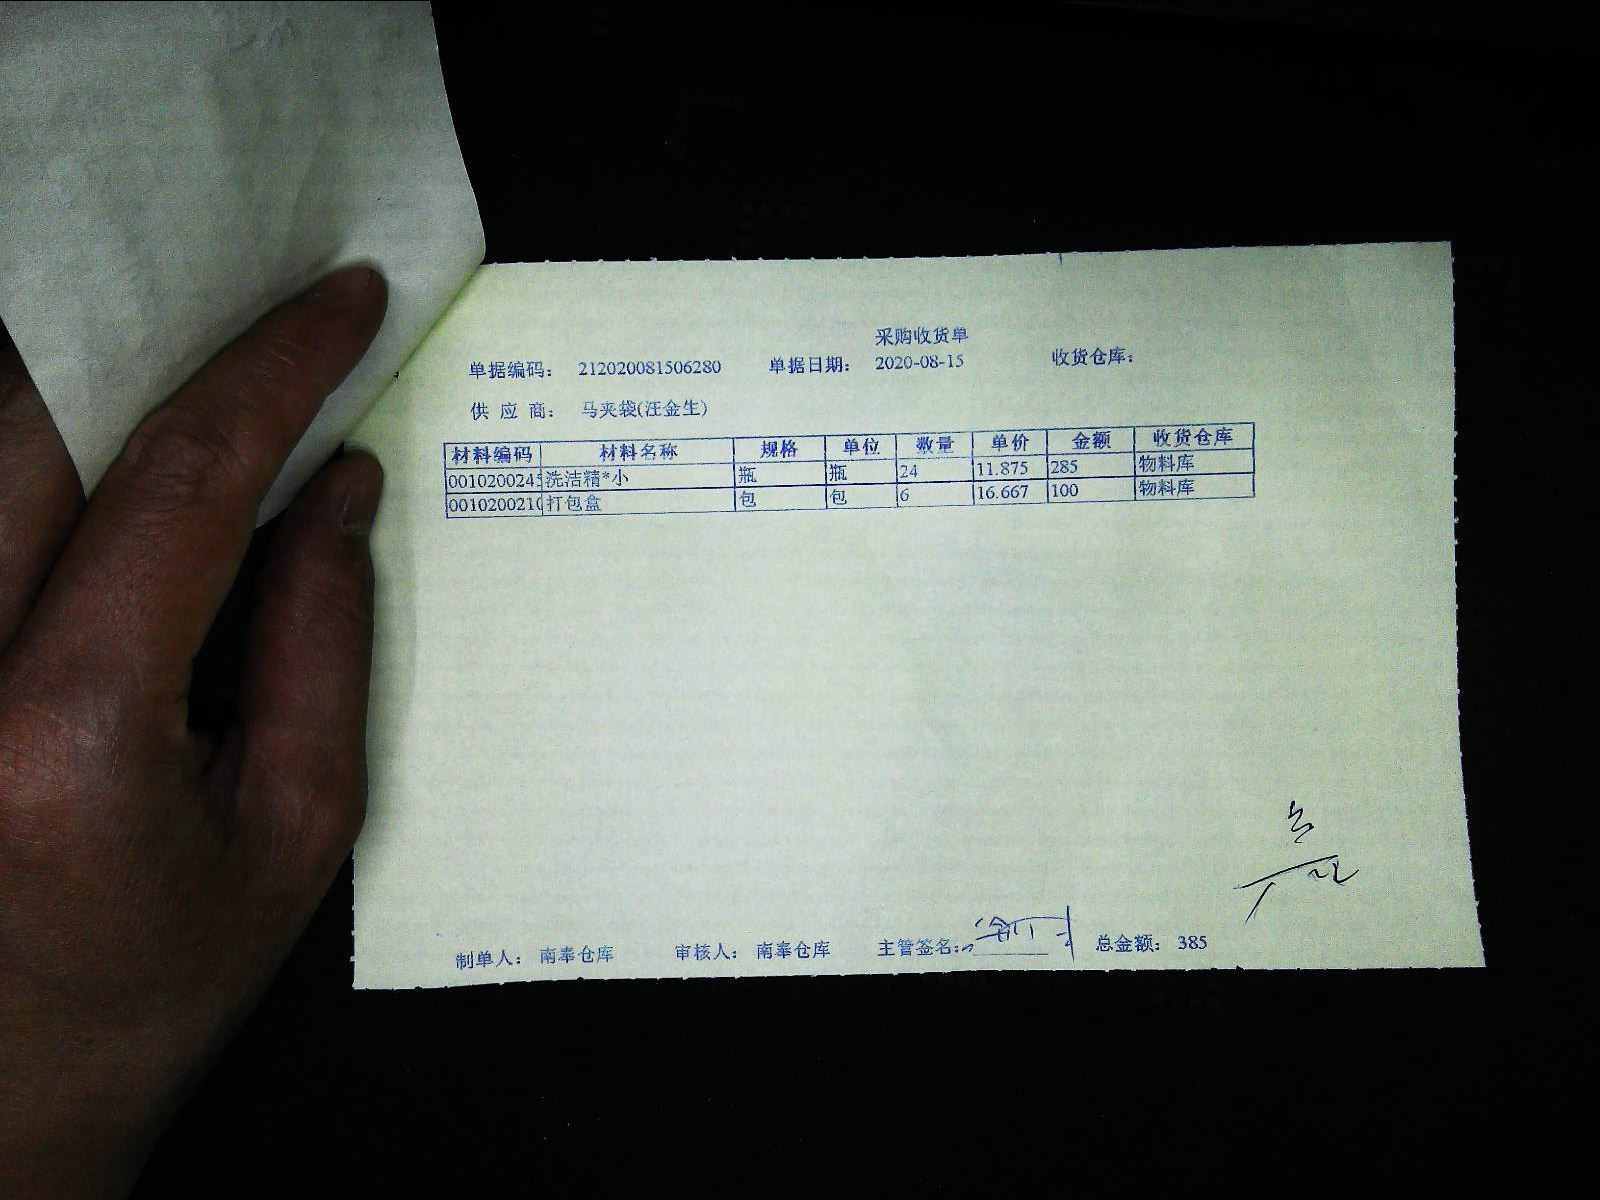 采购收货单
单据编码: 212020081506280 单据日期: 2020-08-15 收货仓库:
供 应 商: 马夹袋(汪金生)
材料编码 材料名称 规格 单位 数量 单价 金额 收货仓库
001020024 洗洁精*小 瓶 瓶 24 11.875 285 物料库
001020021 打包盒 包 包 6 16.667 100 物料库
制单人: 南奉仓库 审核人: 南奉仓库 主管签名: 总金额: 385